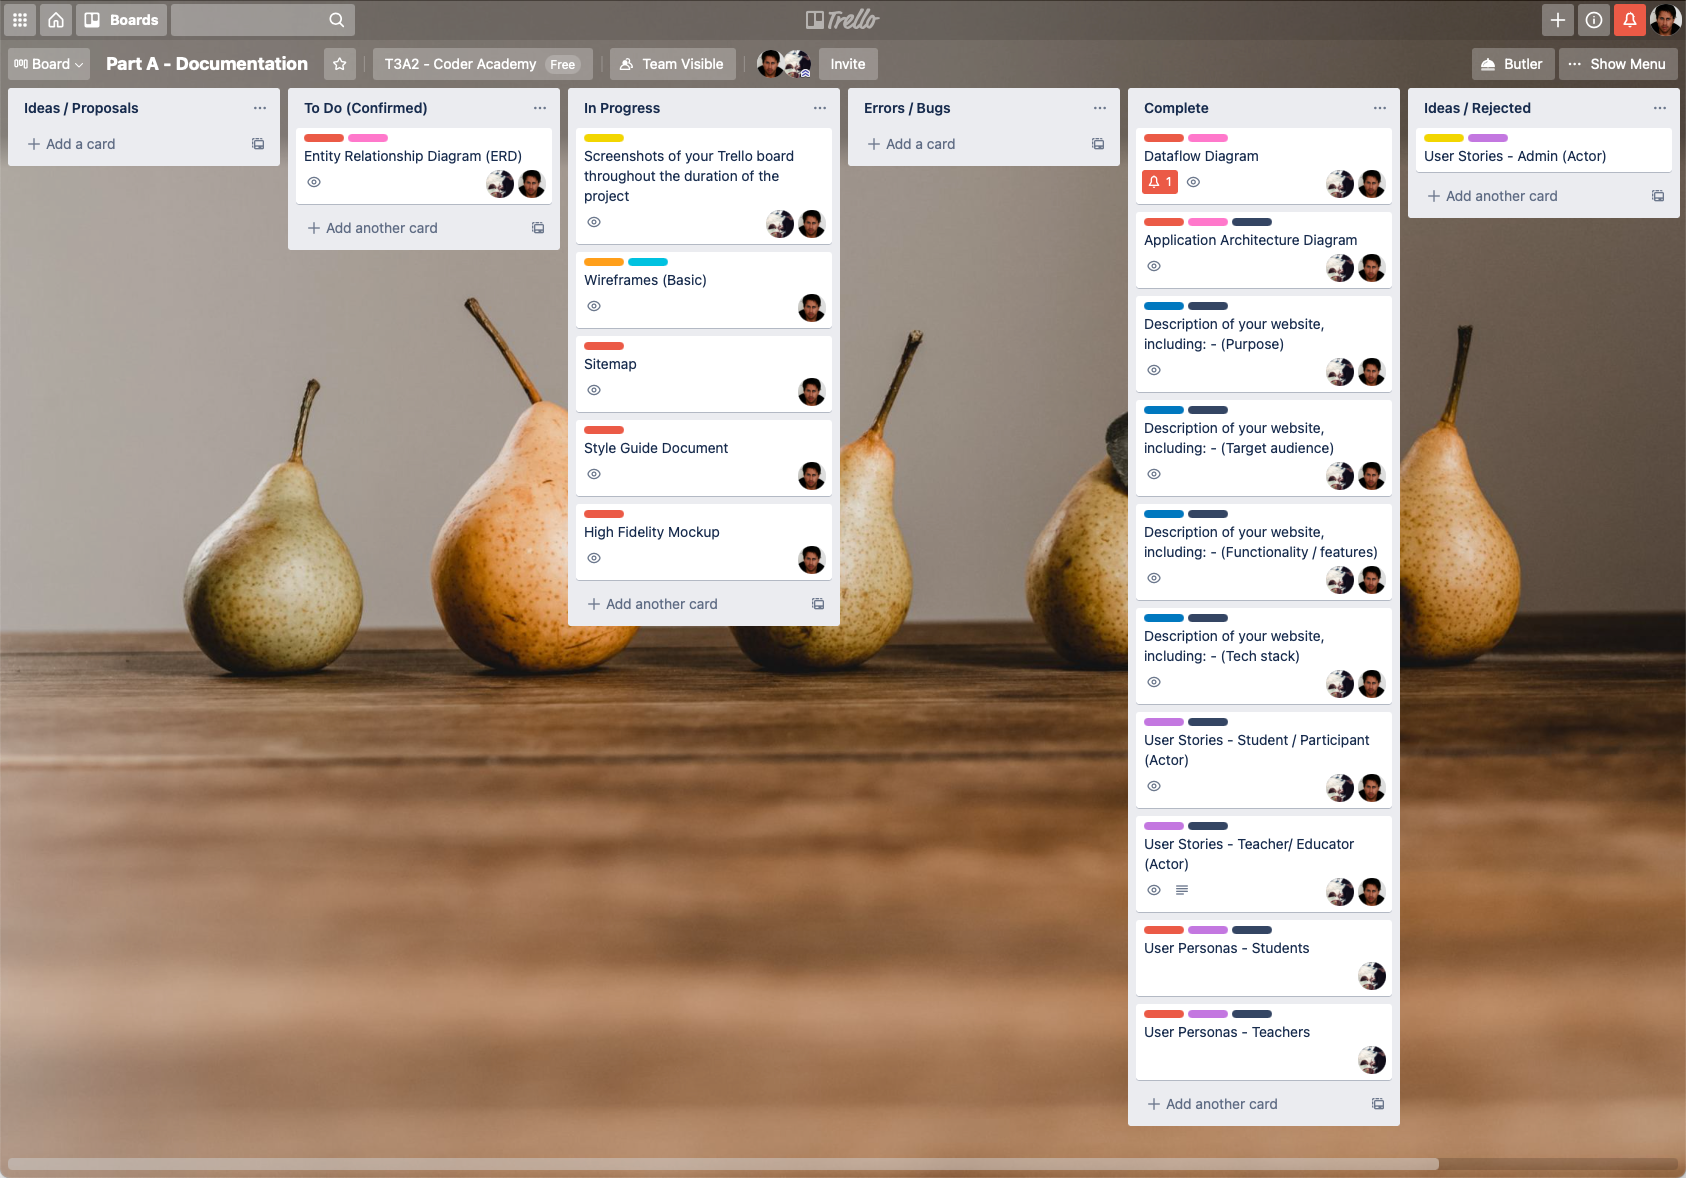 Boards
Trello
Board
Part A - Documentation
T3A2 - Coder Academy Free
Team Visible
Invite
Butler
Show Menu
Ideas / Proposals
Add a card
To Do (Confirmed)
Entity Relationship Diagram (ERD)
Add another card
In Progress
Screenshots of your Trello board
throughout the duration of the
project
Wireframes (Basic)
Sitemap
Style Guide Document
High Fidelity Mockup
Add another card
Errors / Bugs
Add a card
Complete
Dataflow Diagram
1
Application Architecture Diagram
Description of your website,
including: - (Purpose)
Description of your website,
including: - (Target audience)
Description of your website,
including: - (Functionality / features)
Description of your website,
including: - (Tech stack)
User Stories - Student / Participant
(Actor)
User Stories - Teacher/ Educator
(Actor)
User Personas - Students
User Personas - Teachers
Add another card
Ideas / Rejected
User Stories - Admin (Actor)
Add another card